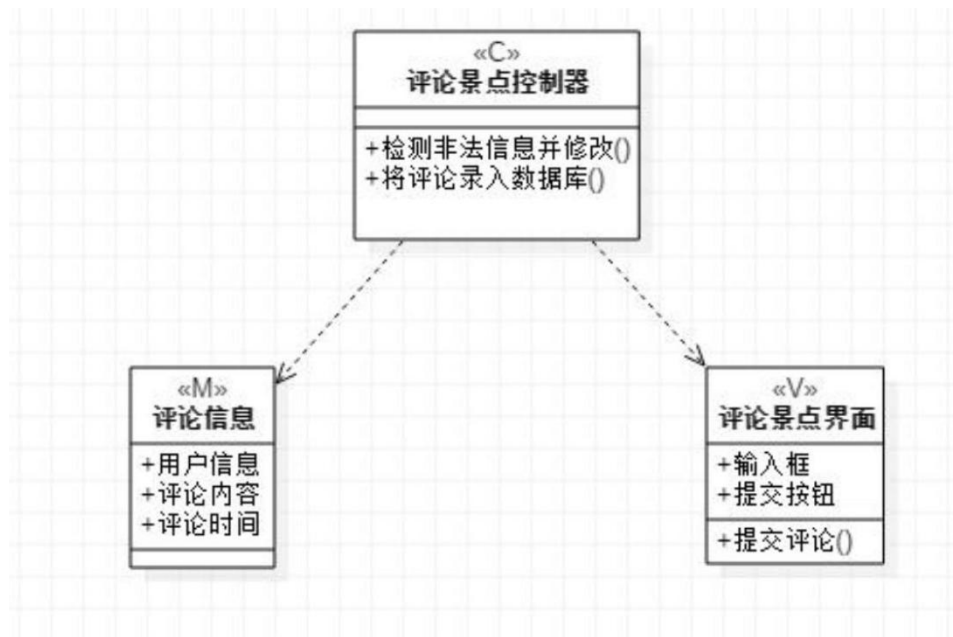 «C»
评论景点控制器
+检测非法信息并修改()
+将评论录入数据库()
«M»
评论信息
+用户信息
+评论内容
+评论时间
«V»
评论景点界面
+输入框
+提交按钮
+提交评论()